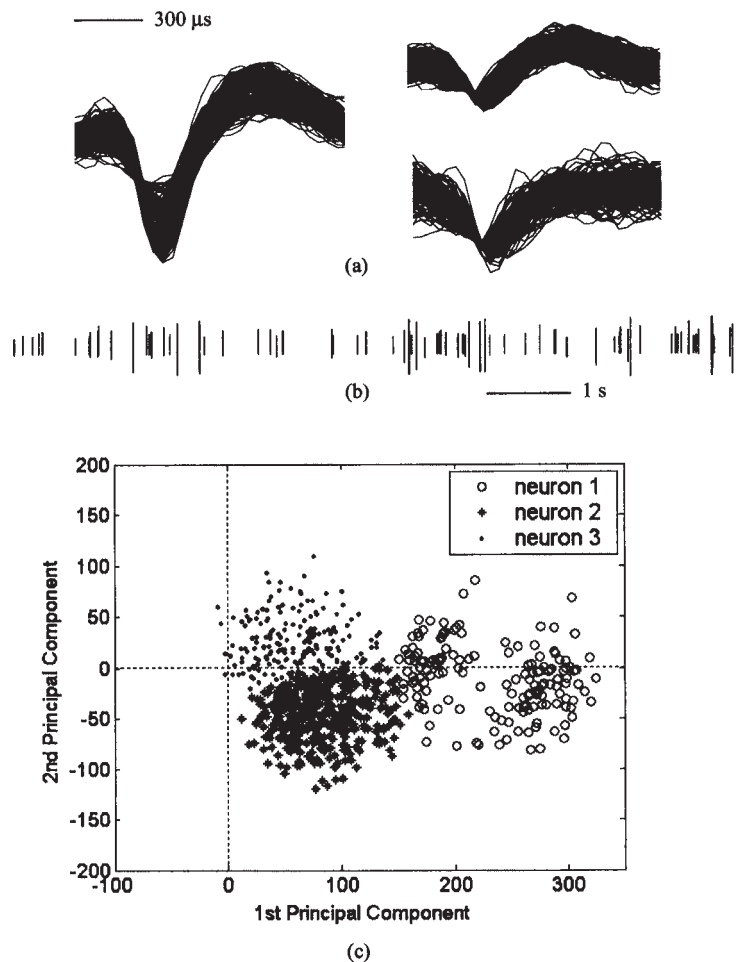 300 μs
(a)
(b)
1 s
200
150
100
50
0
-50
-100
-150
-200
2nd Principal Component
neuron 1
neuron 2
neuron 3
-100
0
100
200
300
1st Principal Component
(c)